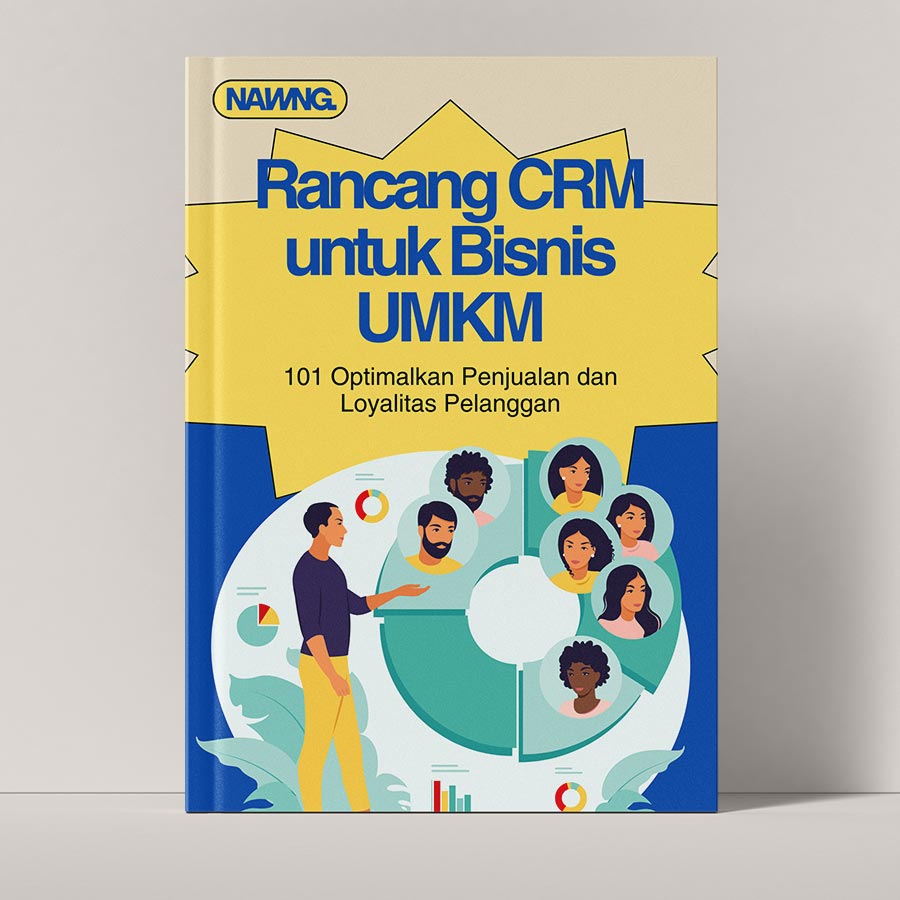 NAWNG.
Rancang CRM
untuk Bisnis
UMKM
101 Optimalkan Penjualan dan
Loyalitas Pelanggan